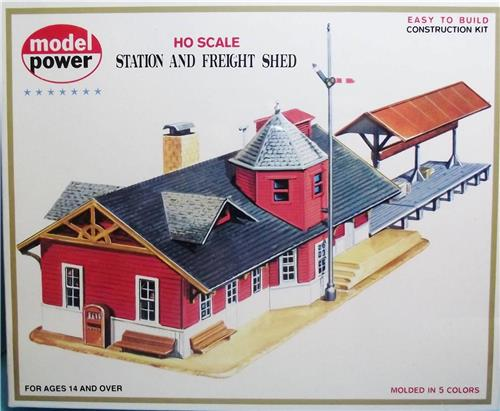 model
power
HO SCALE
STATION AND FREIGHT SHED
EASY TO BUILD
CONSTRUCTION KIT
FOR AGES 14 AND OVER
MOLDED IN 5 COLORS